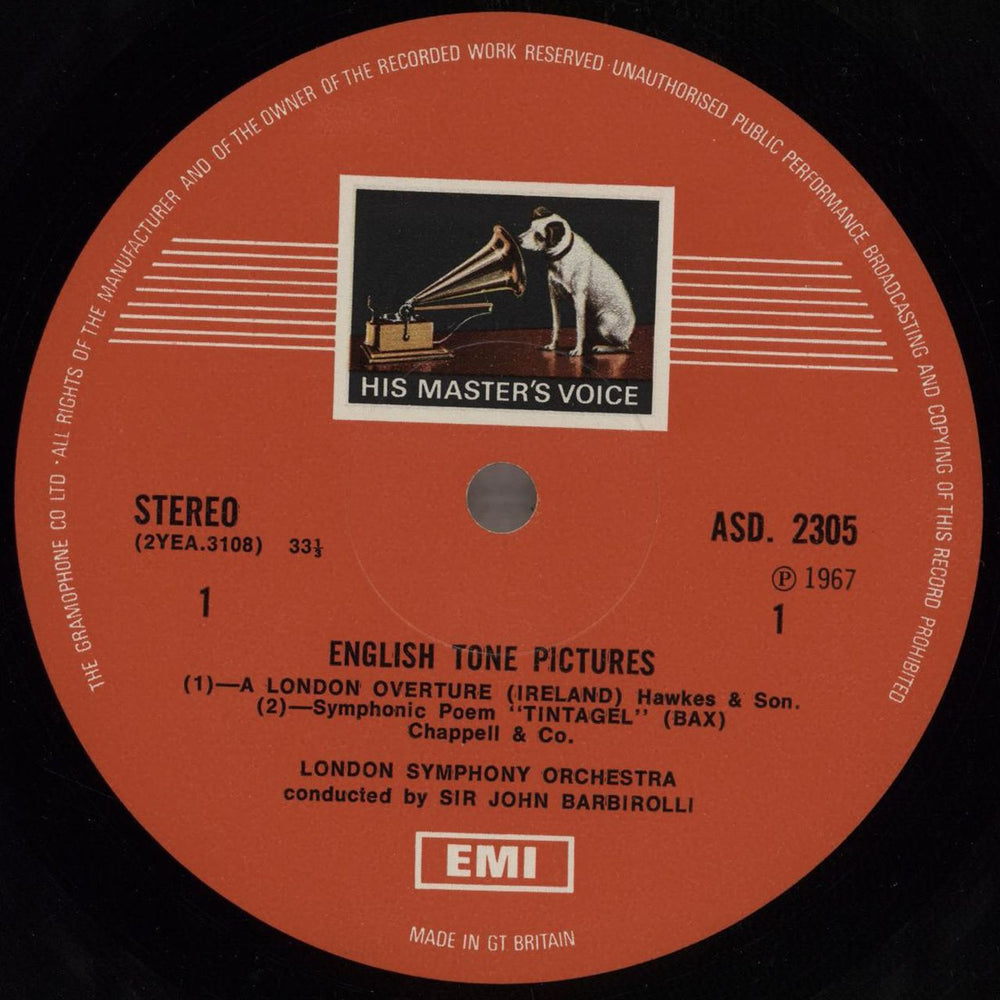 THE GRAMOPHONE CO LTD · ALL RIGHTS OF THE MANUFACTURER AND OF THE OWNER OF THE RECORDED WORK RESERVED · UNAUTHORISED PUBLIC PERFORMANCE BROADCASTING AND COPYING OF THIS RECORD PROHIBITED
HIS MASTER'S VOICE
STEREO
(2YEA.3108) 33⅓
1
ASD. 2305
℗ 1967
1
ENGLISH TONE PICTURES
(1)—A LONDON OVERTURE (IRELAND) Hawkes & Son.
(2)—Symphonic Poem "TINTAGEL" (BAX)
Chappell & Co.
LONDON SYMPHONY ORCHESTRA
conducted by SIR JOHN BARBIROLLI
EMI
MADE IN GT BRITAIN